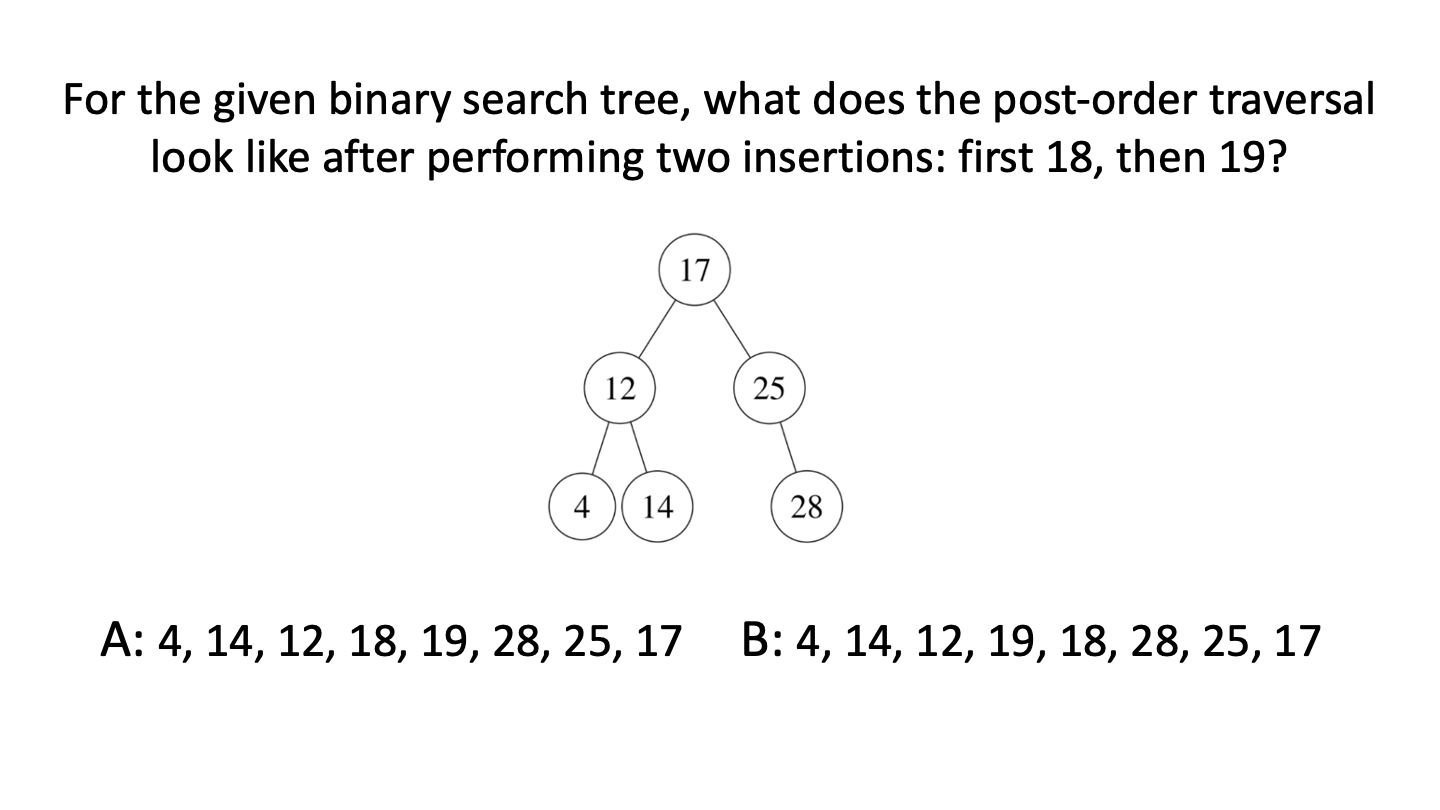 For the given binary search tree, what does the post-order traversal
look like after performing two insertions: first 18, then 19?
17
12
25
4
14
28
A: 4, 14, 12, 18, 19, 28, 25, 17
B: 4, 14, 12, 19, 18, 28, 25, 17